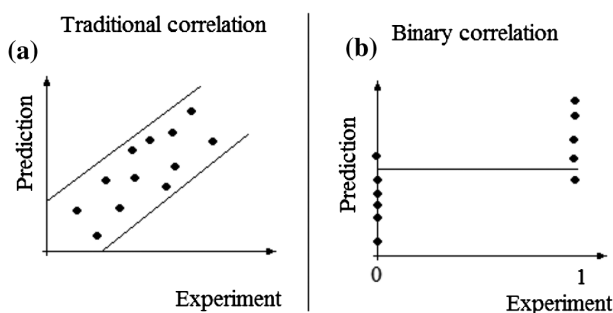 Traditional correlation
(a)
Prediction
Experiment
Binary correlation
(b)
Prediction
0
1
Experiment